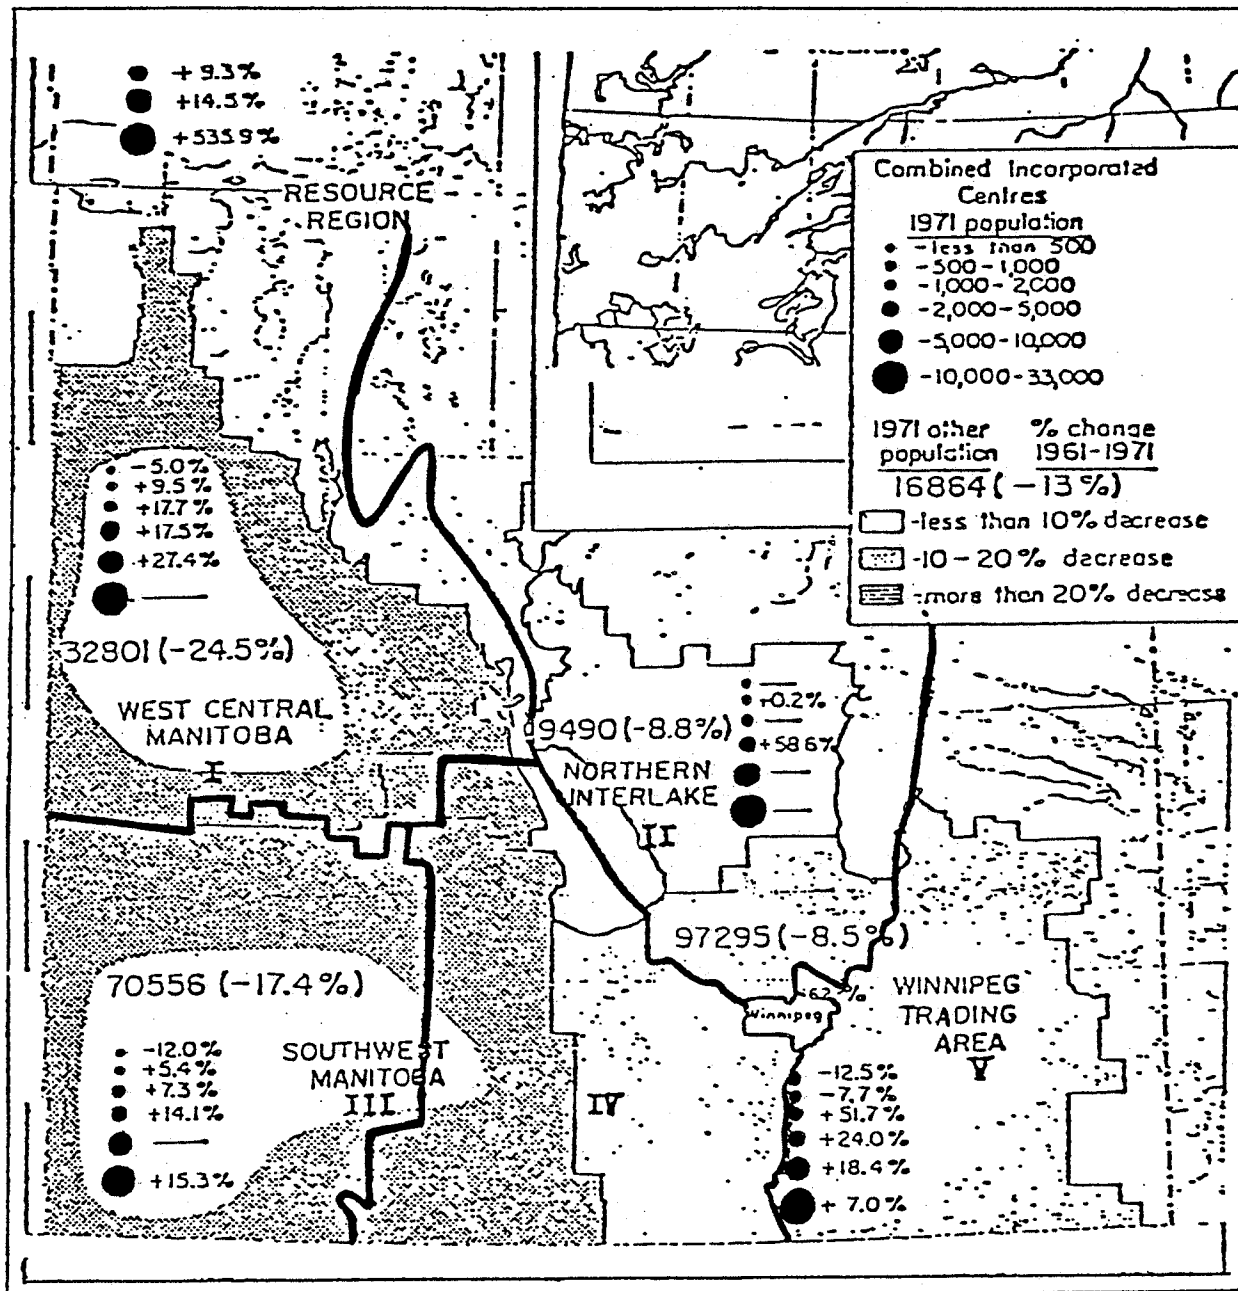 +9.3%
+14.5%
+535.9%
RESOURCE
REGION
Combined Incorporated
Centres
1971 population
-less than 500
-500-1,000
-1,000-2,000
-2,000-5,000
-5,000-10,000
-10,000-33,000
1971 other % change
population 1961-1971
16864 (-13%)
-less than 10% decrease
-10-20% decrease
-more than 20% decrease
-5.0%
+9.5%
+17.7%
+17.5%
+27.4%
32801 (-24.5%)
WEST CENTRAL
MANITOBA
I
+0.2%
+58.6%
9490 (-8.8%)
NORTHERN
INTERLAKE
II
97295 (-8.5%)
Winnipeg
WINNIPEG
TRADING
AREA
V
70556 (-17.4%)
-12.0%
+5.4%
+7.3%
+14.1%
+15.3%
SOUTHWEST
MANITOBA
III
IV
-12.5%
-7.7%
+51.7%
+24.0%
+18.4%
+7.0%